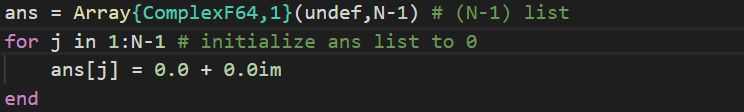 ans = Array{ComplexF64,1}(undef,N-1) # (N-1) list
for j in 1:N-1 # initialize ans list to 0
    ans[j] = 0.0 + 0.0im
end